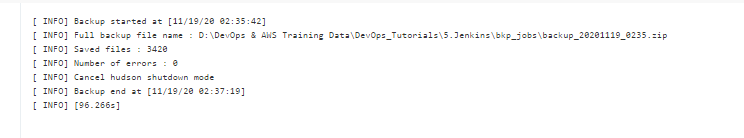 [ INFO] Backup started at [11/19/20 02:35:42]
[ INFO] Full backup file name : D:\DevOps & AWS Training Data\DevOps_Tutorials\5.Jenkins\bkp_jobs\backup_20201119_0235.zip
[ INFO] Saved files : 3420
[ INFO] Number of errors : 0
[ INFO] Cancel hudson shutdown mode
[ INFO] Backup end at [11/19/20 02:37:19]
[ INFO] [96.266s]